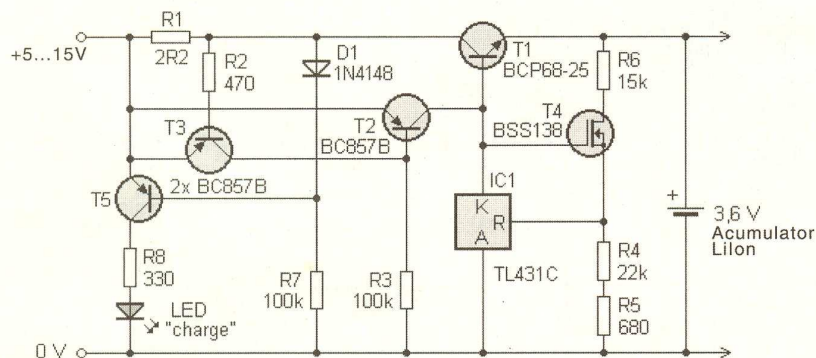 R1
2R2
+5...15V
R2
470
D1
1N4148
T1
BCP68-25
R6
15k
T3
T2
BC857B
T4
BSS138
T5
2x BC857B
IC1
K
R
A
TL431C
+
3,6 V
Acumulator
LiIon
R8
330
R7
100k
R3
100k
R4
22k
R5
680
LED
"charge"
0 V